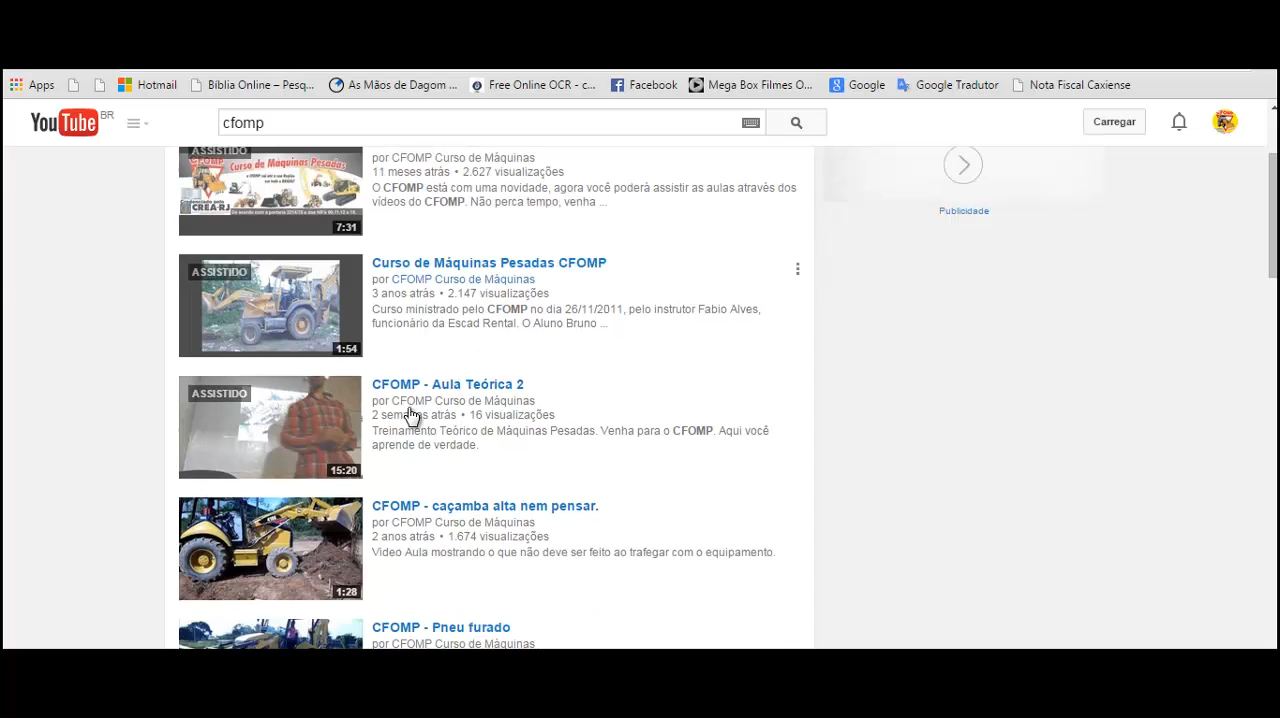 Apps Hotmail Bíblia Online – Pesq... As Mãos de Dagom ... Free Online OCR - c... Facebook Mega Box Filmes O... Google Google Tradutor Nota Fiscal Caxiense
YouTube BR cfomp Carregar
ASSISTIDO
CFOMP Curso de Máquinas Pesadas
Credenciado pelo
CREA-RJ
7:31
por CFOMP Curso de Máquinas
11 meses atrás • 2.627 visualizações
O CFOMP está com uma novidade, agora você poderá assistir as aulas através dos
vídeos do CFOMP. Não perca tempo, venha ...
Publicidade
ASSISTIDO
1:54
Curso de Máquinas Pesadas CFOMP
por CFOMP Curso de Máquinas
3 anos atrás • 2.147 visualizações
Curso ministrado pelo CFOMP no dia 26/11/2011, pelo instrutor Fabio Alves,
funcionário da Escad Rental. O Aluno Bruno ...
ASSISTIDO
15:20
CFOMP - Aula Teórica 2
por CFOMP Curso de Máquinas
2 atrás • 16 visualizações
Treinamento Teórico de Máquinas Pesadas. Venha para o CFOMP. Aqui você
aprende de verdade.
1:28
CFOMP - caçamba alta nem pensar.
por CFOMP Curso de Máquinas
2 anos atrás • 1.674 visualizações
Video Aula mostrando o que não deve ser feito ao trafegar com o equipamento.
CFOMP - Pneu furado
por CFOMP Curso de Máquinas